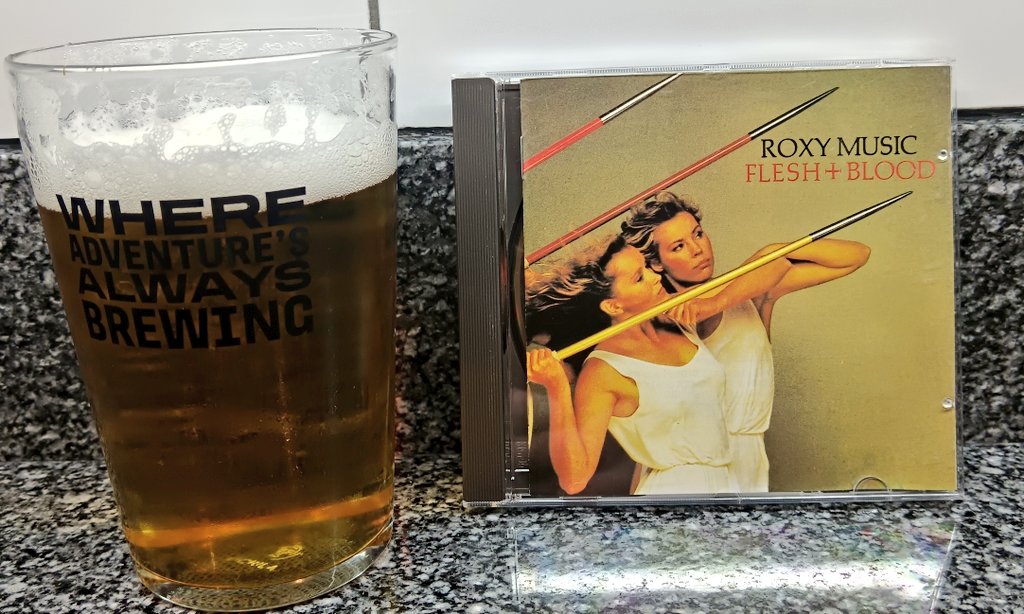 WHERE
ADVENTURE'S
ALWAYS
BREWING
ROXY MUSIC
FLESH + BLOOD